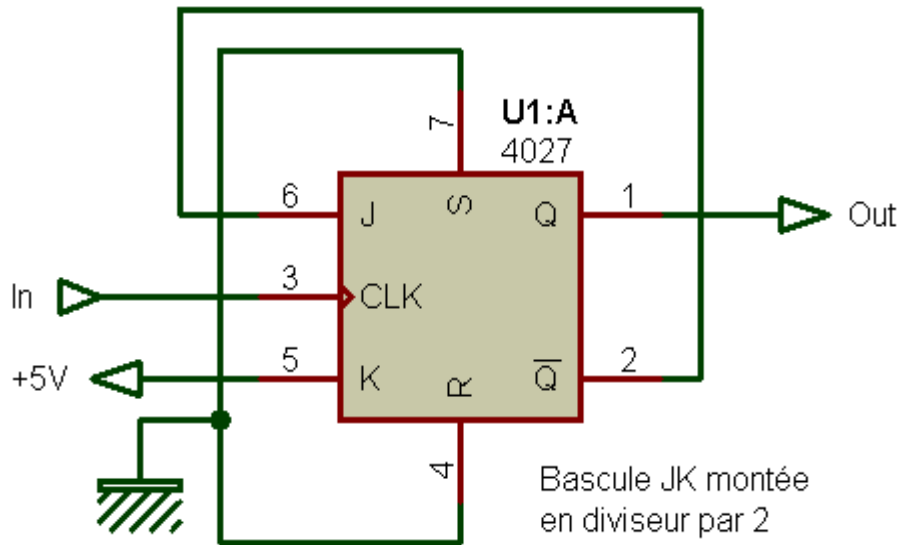 U1:A
4027
7
6
J
S
Q
1
Out
In
3
CLK
+5V
5
K
R
Q̅
2
4
Bascule JK montée
en diviseur par 2